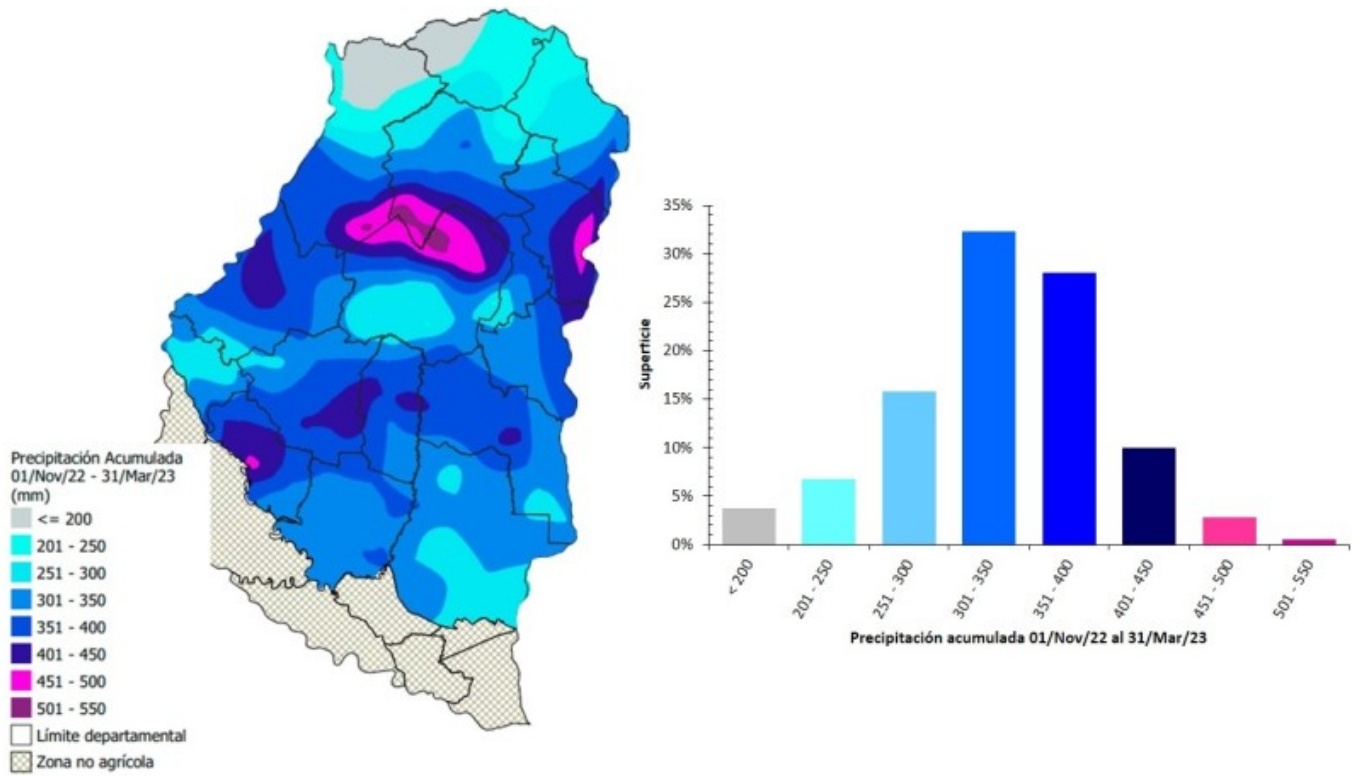 Precipitación Acumulada
01/Nov/22 - 31/Mar/23
(mm)
<= 200
201 - 250
251 - 300
301 - 350
351 - 400
401 - 450
451 - 500
501 - 550
Límite departamental
Zona no agrícola
35%
30%
25%
20%
15%
10%
5%
0%
Superficie
< 200
201 - 250
251 - 300
301 - 350
351 - 400
401 - 450
451 - 500
501 - 550
Precipitación acumulada 01/Nov/22 al 31/Mar/23